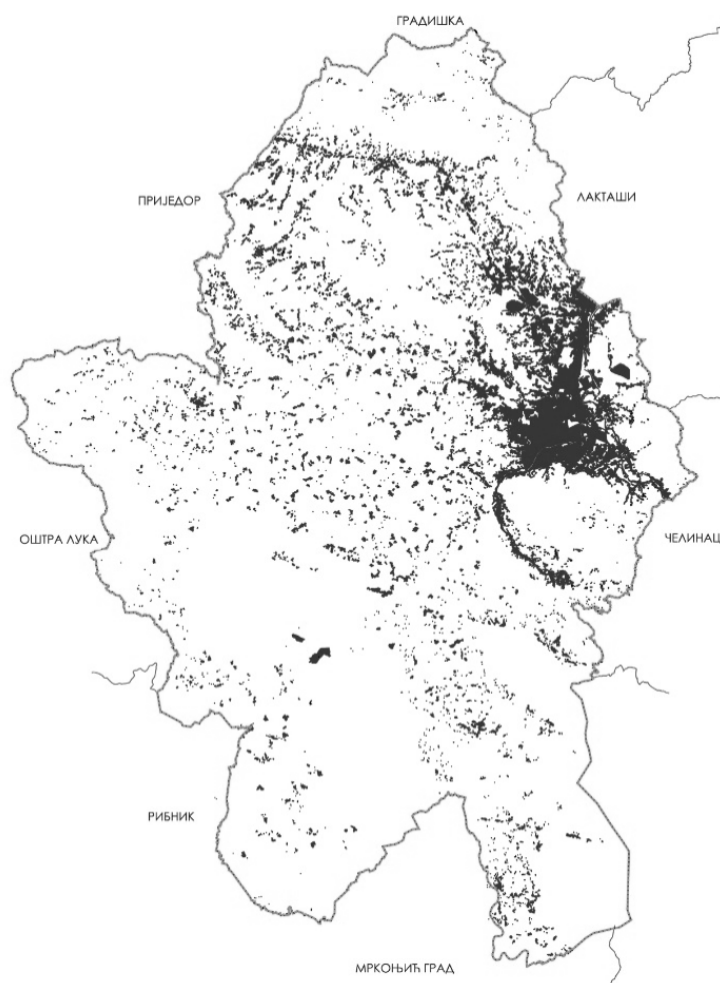 ГРАДИШКА
ПРИЈЕДОР
ЛАКТАШИ
ОШТРА ЛУКА
ЧЕЛИНАЦ
РИБНИК
МРКОЊИЋ ГРАД